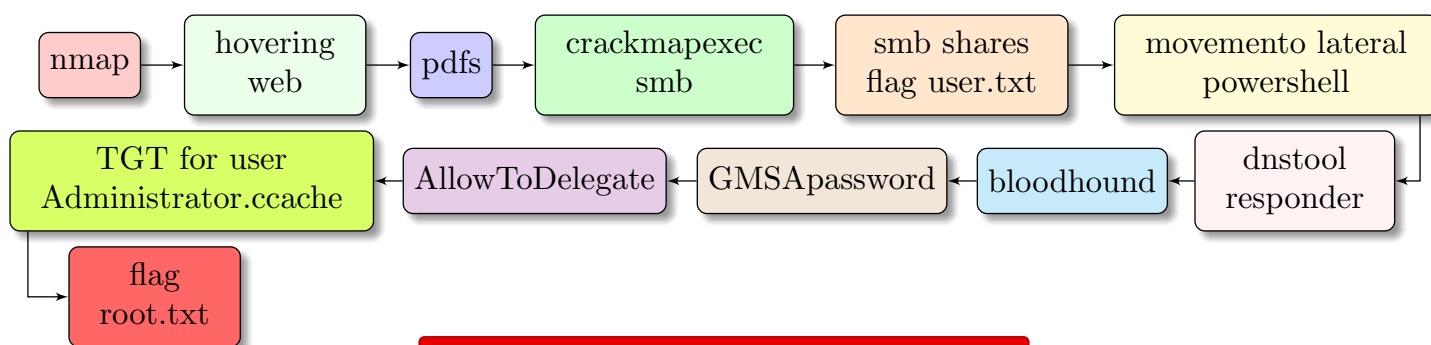 nmap
hovering
web
pdfs
crackmapexec
smb
smb shares
flag user.txt
movemento lateral
powershell
dnstool
responder
bloodhound
GMSApassword
AllowToDelegate
TGT for user
Administrator.ccache
flag
root.txt